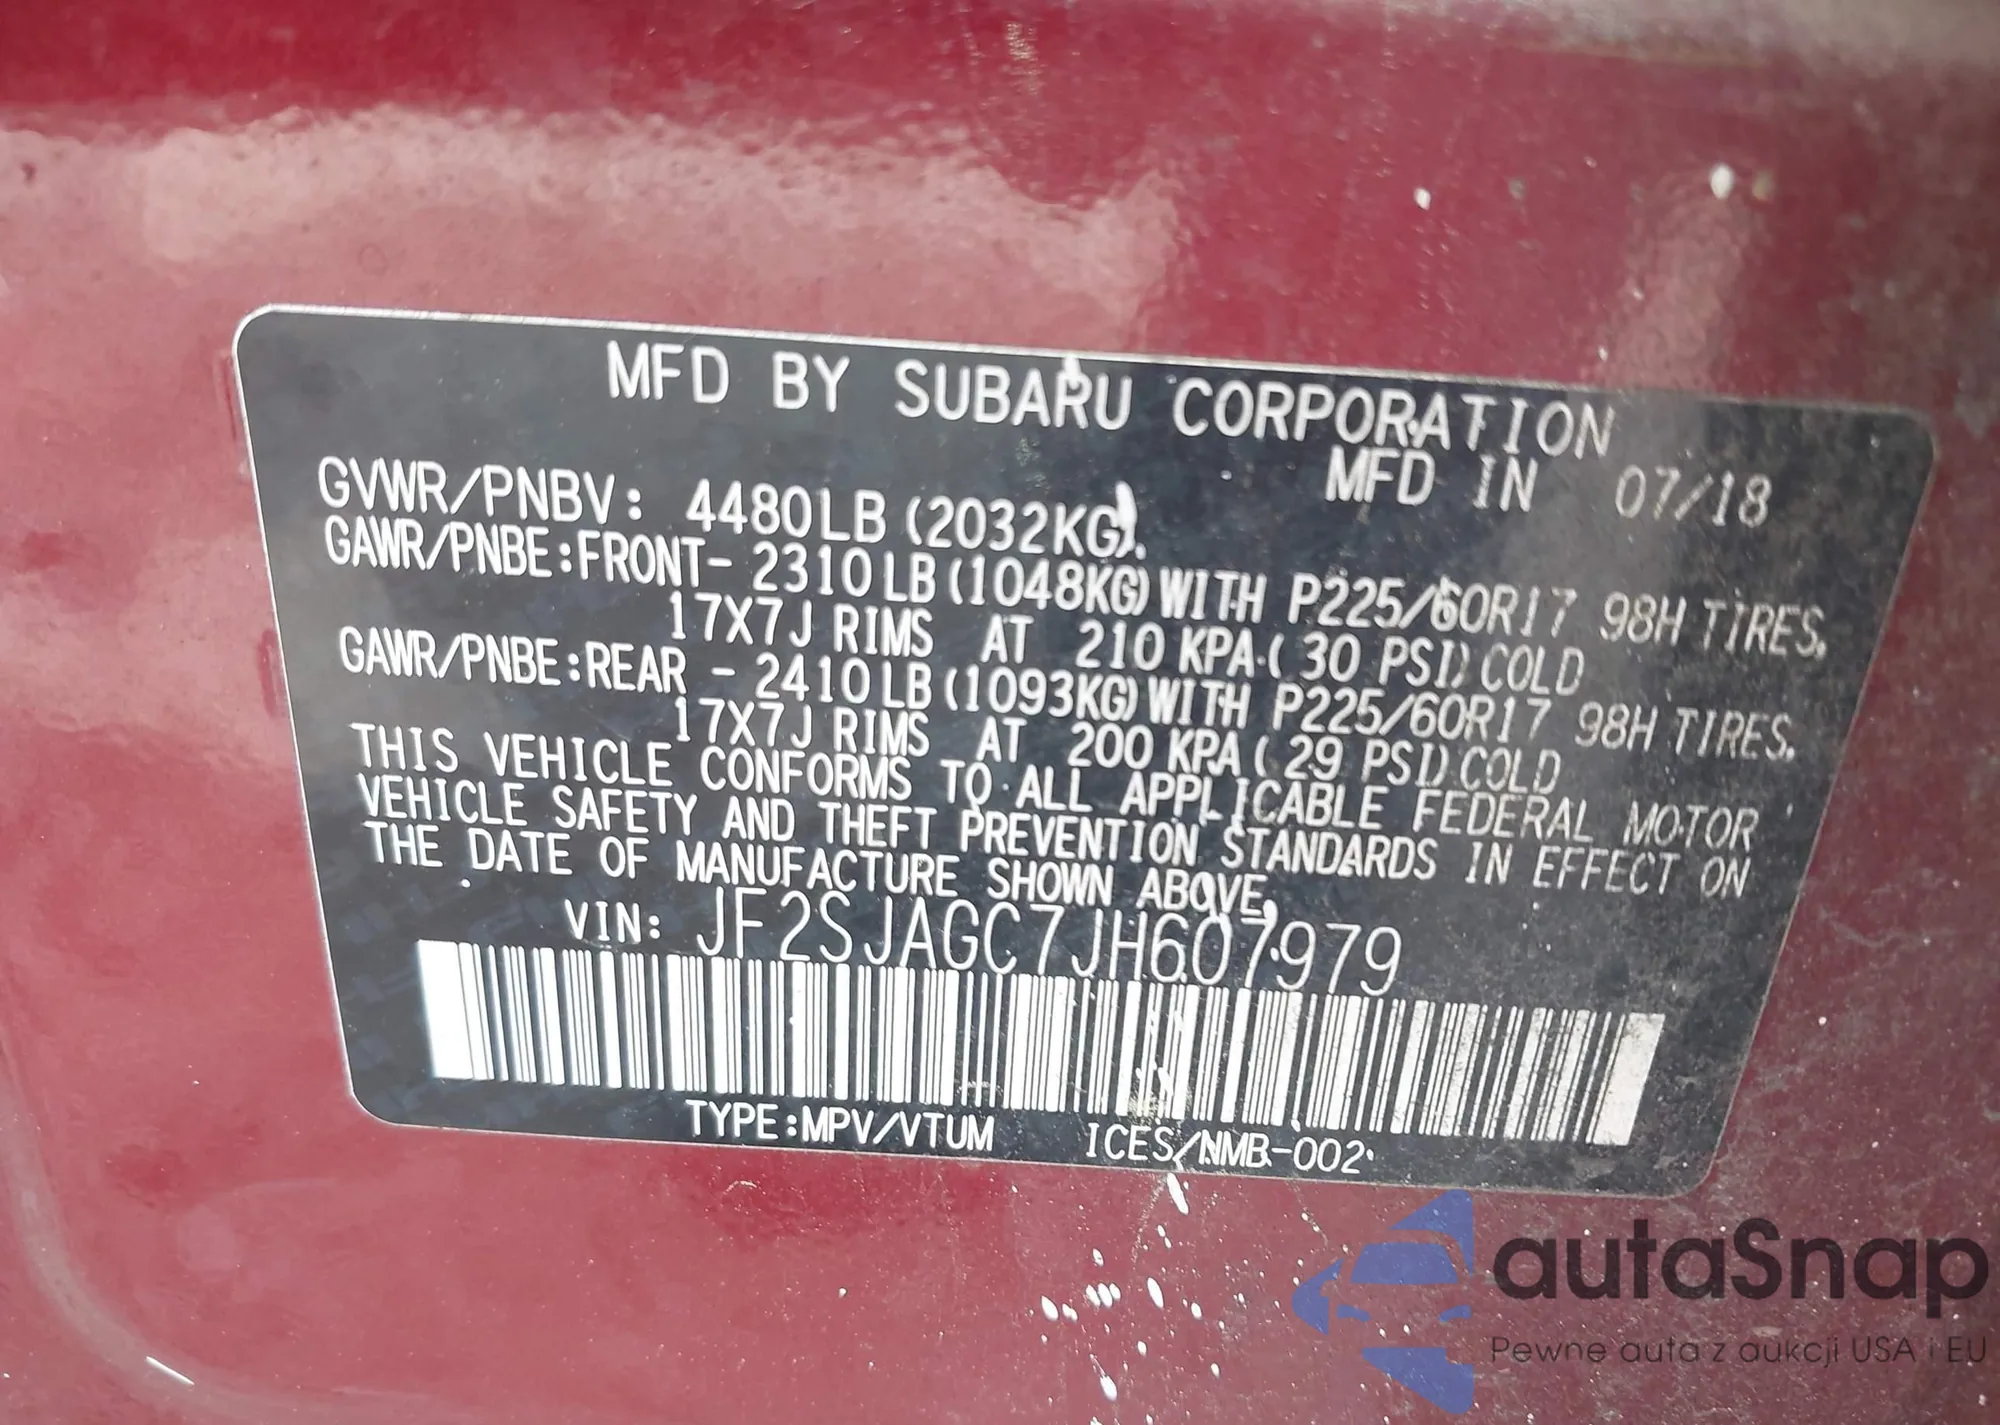 MFD BY SUBARU CORPORATION
MFD IN 07/18
GVWR/PNBV: 4480LB (2032KG)
GAWR/PNBE:FRONT- 2310LB(1048KG)WITH P225/60R17 98H TIRES,
17X7J RIMS AT 210 KPA ( 30 PSI)COLD
GAWR/PNBE:REAR - 2410LB(1093KG)WITH P225/60R17 98H TIRES,
17X7J RIMS AT 200 KPA ( 29 PSI)COLD
THIS VEHICLE CONFORMS TO ALL APPLICABLE FEDERAL MOTOR
VEHICLE SAFETY AND THEFT PREVENTION STANDARDS IN EFFECT ON
THE DATE OF MANUFACTURE SHOWN ABOVE.
VIN: JF2SJAGC7JH607979
TYPE:MPV/VTUM ICES/NMB-002
autaSnap
Pewne auta z aukcji USA i EU